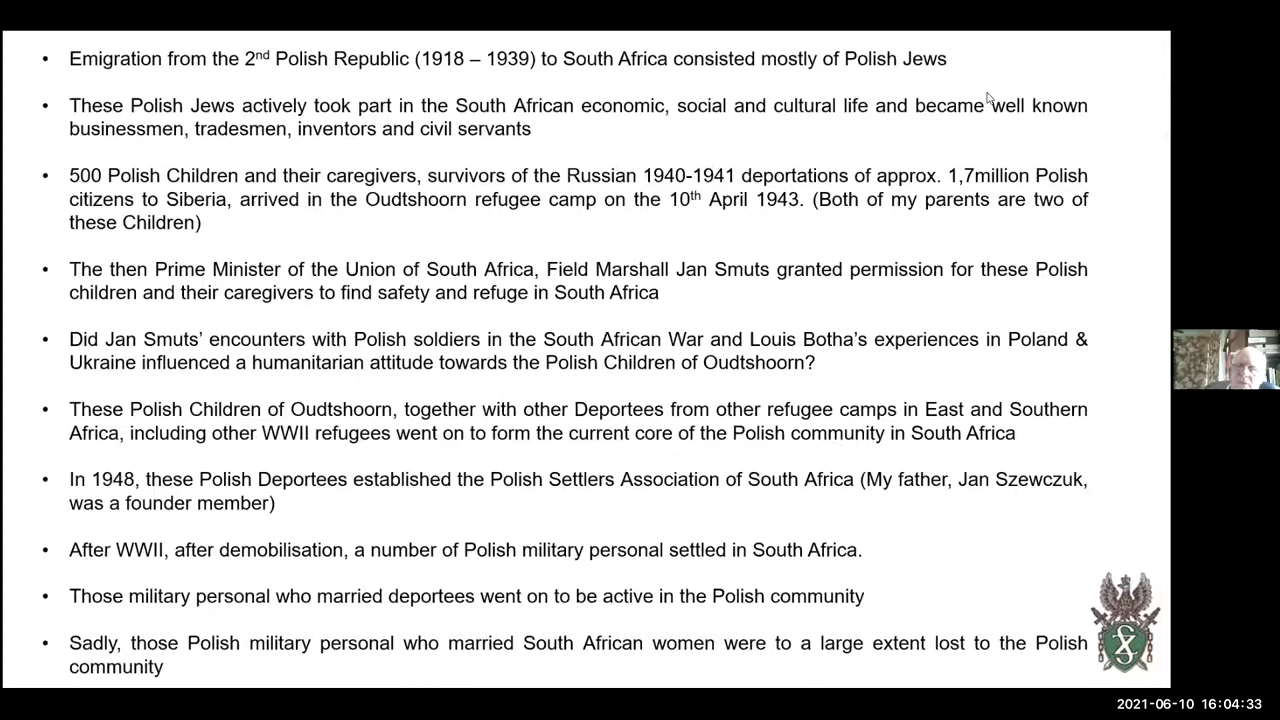 • Emigration from the 2nd Polish Republic (1918 – 1939) to South Africa consisted mostly of Polish Jews
• These Polish Jews actively took part in the South African economic, social and cultural life and became well known
businessmen, tradesmen, inventors and civil servants
• 500 Polish Children and their caregivers, survivors of the Russian 1940-1941 deportations of approx. 1,7million Polish
citizens to Siberia, arrived in the Oudtshoorn refugee camp on the 10th April 1943. (Both of my parents are two of
these Children)
• The then Prime Minister of the Union of South Africa, Field Marshall Jan Smuts granted permission for these Polish
children and their caregivers to find safety and refuge in South Africa
• Did Jan Smuts’ encounters with Polish soldiers in the South African War and Louis Botha’s experiences in Poland &
Ukraine influenced a humanitarian attitude towards the Polish Children of Oudtshoorn?
• These Polish Children of Oudtshoorn, together with other Deportees from other refugee camps in East and Southern
Africa, including other WWII refugees went on to form the current core of the Polish community in South Africa
• In 1948, these Polish Deportees established the Polish Settlers Association of South Africa (My father, Jan Szewczuk,
was a founder member)
• After WWII, after demobilisation, a number of Polish military personal settled in South Africa.
• Those military personal who married deportees went on to be active in the Polish community
• Sadly, those Polish military personal who married South African women were to a large extent lost to the Polish
community
2021-06-10 16:04:33